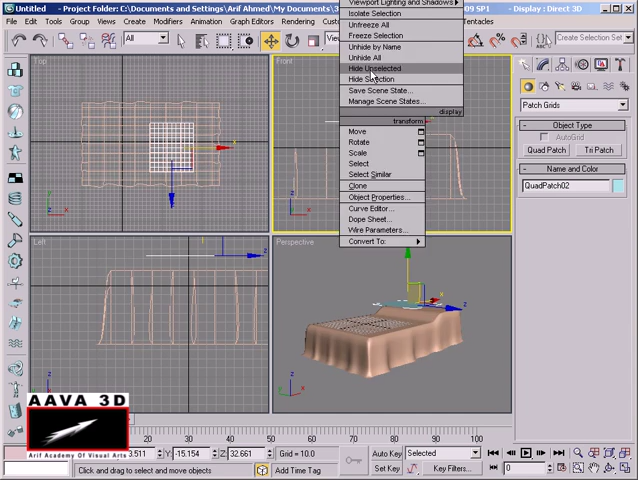 Untitled - Project Folder: C:\Documents and Settings\Arif Ahmed\My Documents\3
2009 SP1 - Display : Direct 3D
File Edit Tools Group Views Create Modifiers Animation
Tentacles
All
Create Selection Set
Top
Front
Left
Perspective
Viewport Lighting and Shadows
Isolate Selection
Unfreeze All
Freeze Selection
Unhide by Name
Unhide All
Hide Unselected
Hide Selection
Save Scene State...
Manage Scene States...
display
transform
Move
Rotate
Scale
Select
Select Similar
Clone
Object Properties...
Curve Editor...
Dope Sheet...
Wire Parameters...
Convert To:
Patch Grids
Object Type
AutoGrid
Quad Patch Tri Patch
Name and Color
QuadPatch02
AAVA 3D
Arif Academy Of Visual Arts
20 30 40 50 60 70 80 90 100
3.511 Y: -15.154 Z: 32.661 Grid = 10.0
Auto Key Selected
Set Key Key Filters...
0
Click and drag to select and move objects
Add Time Tag